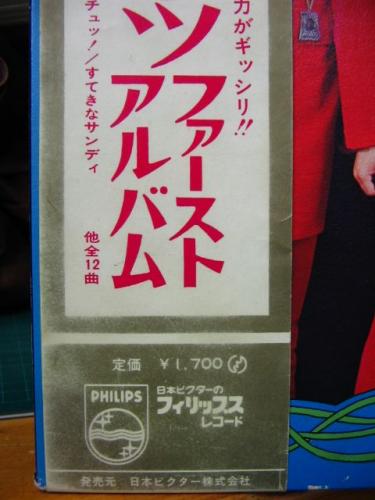 力がギッシリ!!
ツファースト
アルバム
チュッ!/すてきなサンディ
他全12曲
定価 ¥1,700
PHILIPS
日本ビクターの
フィリップス
レコード
発売元 日本ビクター株式会社